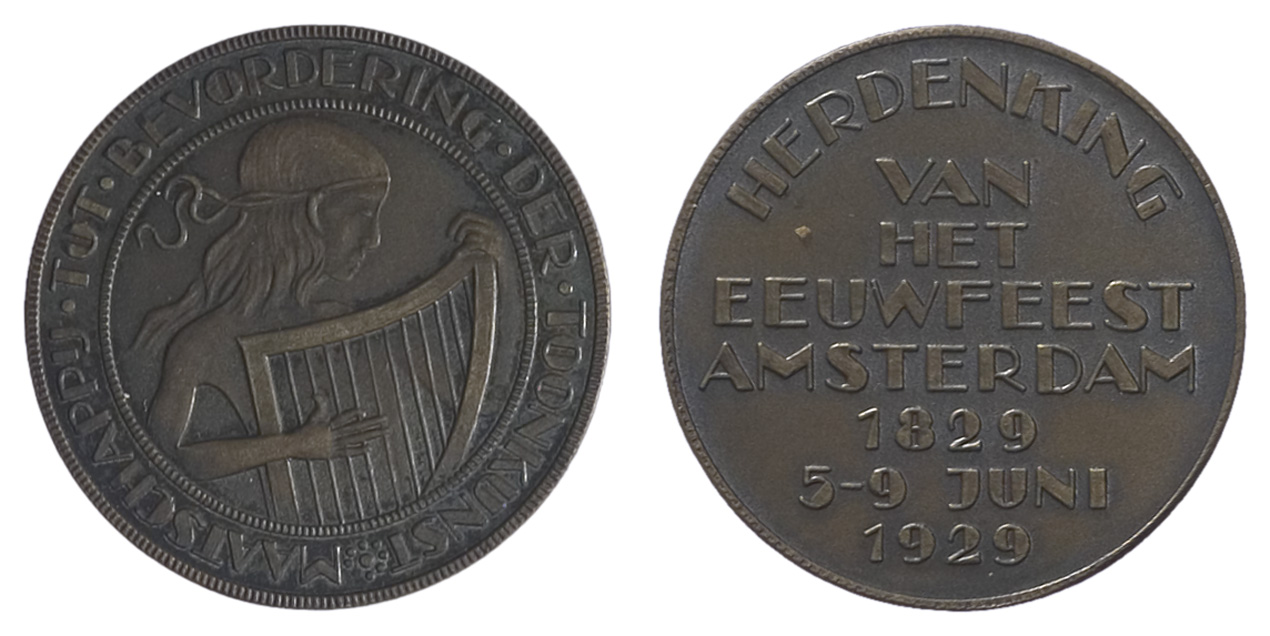 MAATSCHAPPIJ · TOT · BEVORDERING · DER · TOONKUNST
HERDENKING
VAN
HET
EEUWFEEST
AMSTERDAM
1829
5-9 JUNI
1929